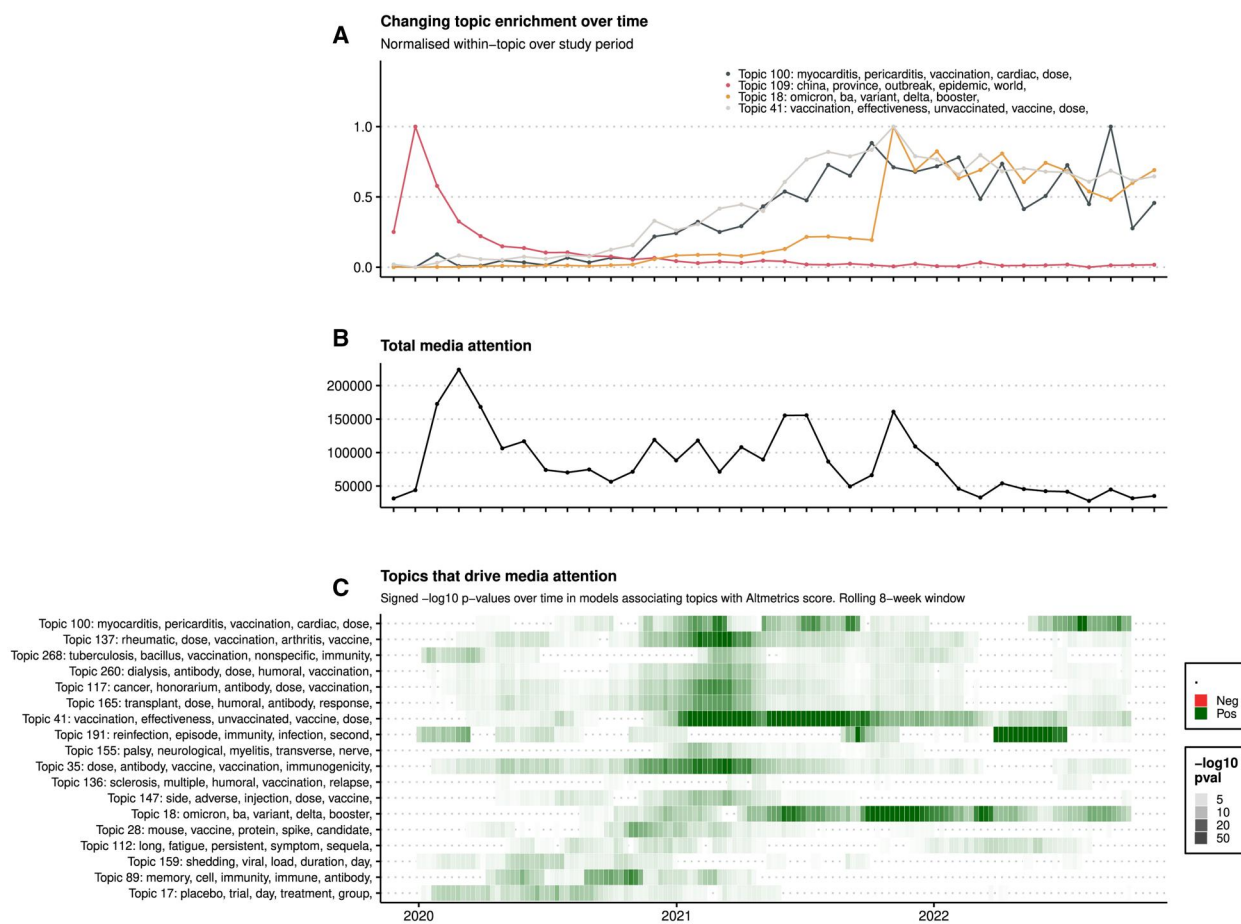 A
Changing topic enrichment over time
Normalised within−topic over study period
Topic 100: myocarditis, pericarditis, vaccination, cardiac, dose,
Topic 109: china, province, outbreak, epidemic, world,
Topic 18: omicron, ba, variant, delta, booster,
Topic 41: vaccination, effectiveness, unvaccinated, vaccine, dose,
1.0
0.5
0.0
B
Total media attention
200000
150000
100000
50000
C
Topics that drive media attention
Signed −log10 p−values over time in models associating topics with Altmetrics score. Rolling 8−week window
Topic 100: myocarditis, pericarditis, vaccination, cardiac, dose,
Topic 137: rheumatic, dose, vaccination, arthritis, vaccine,
Topic 268: tuberculosis, bacillus, vaccination, nonspecific, immunity,
Topic 260: dialysis, antibody, dose, humoral, vaccination,
Topic 117: cancer, honorarium, antibody, dose, vaccination,
Topic 165: transplant, dose, humoral, antibody, response,
Topic 41: vaccination, effectiveness, unvaccinated, vaccine, dose,
Topic 191: reinfection, episode, immunity, infection, second,
Topic 155: palsy, neurological, myelitis, transverse, nerve,
Topic 35: dose, antibody, vaccine, vaccination, immunogenicity,
Topic 136: sclerosis, multiple, humoral, vaccination, relapse,
Topic 147: side, adverse, injection, dose, vaccine,
Topic 18: omicron, ba, variant, delta, booster,
Topic 28: mouse, vaccine, protein, spike, candidate,
Topic 112: long, fatigue, persistent, symptom, sequela,
Topic 159: shedding, viral, load, duration, day,
Topic 89: memory, cell, immunity, immune, antibody,
Topic 17: placebo, trial, day, treatment, group,
2020
2021
2022
.
Neg
Pos
−log10
pval
5
10
20
50